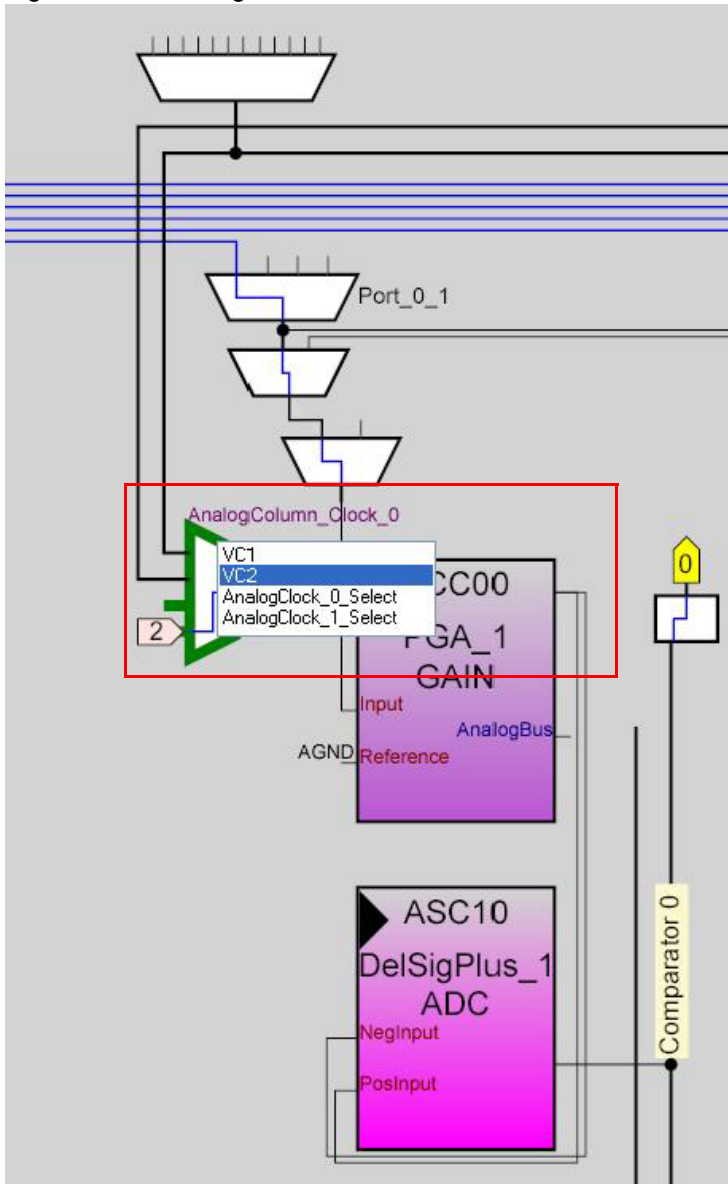 Port_0_1
AnalogColumn_Clock_0
VC1
VC2
AnalogClock_0_Select
AnalogClock_1_Select
2
CC00
PGA_1
GAIN
Input
AnalogBus
AGND
Reference
0
ASC10
DelSigPlus_1
ADC
NegInput
PosInput
Comparator 0